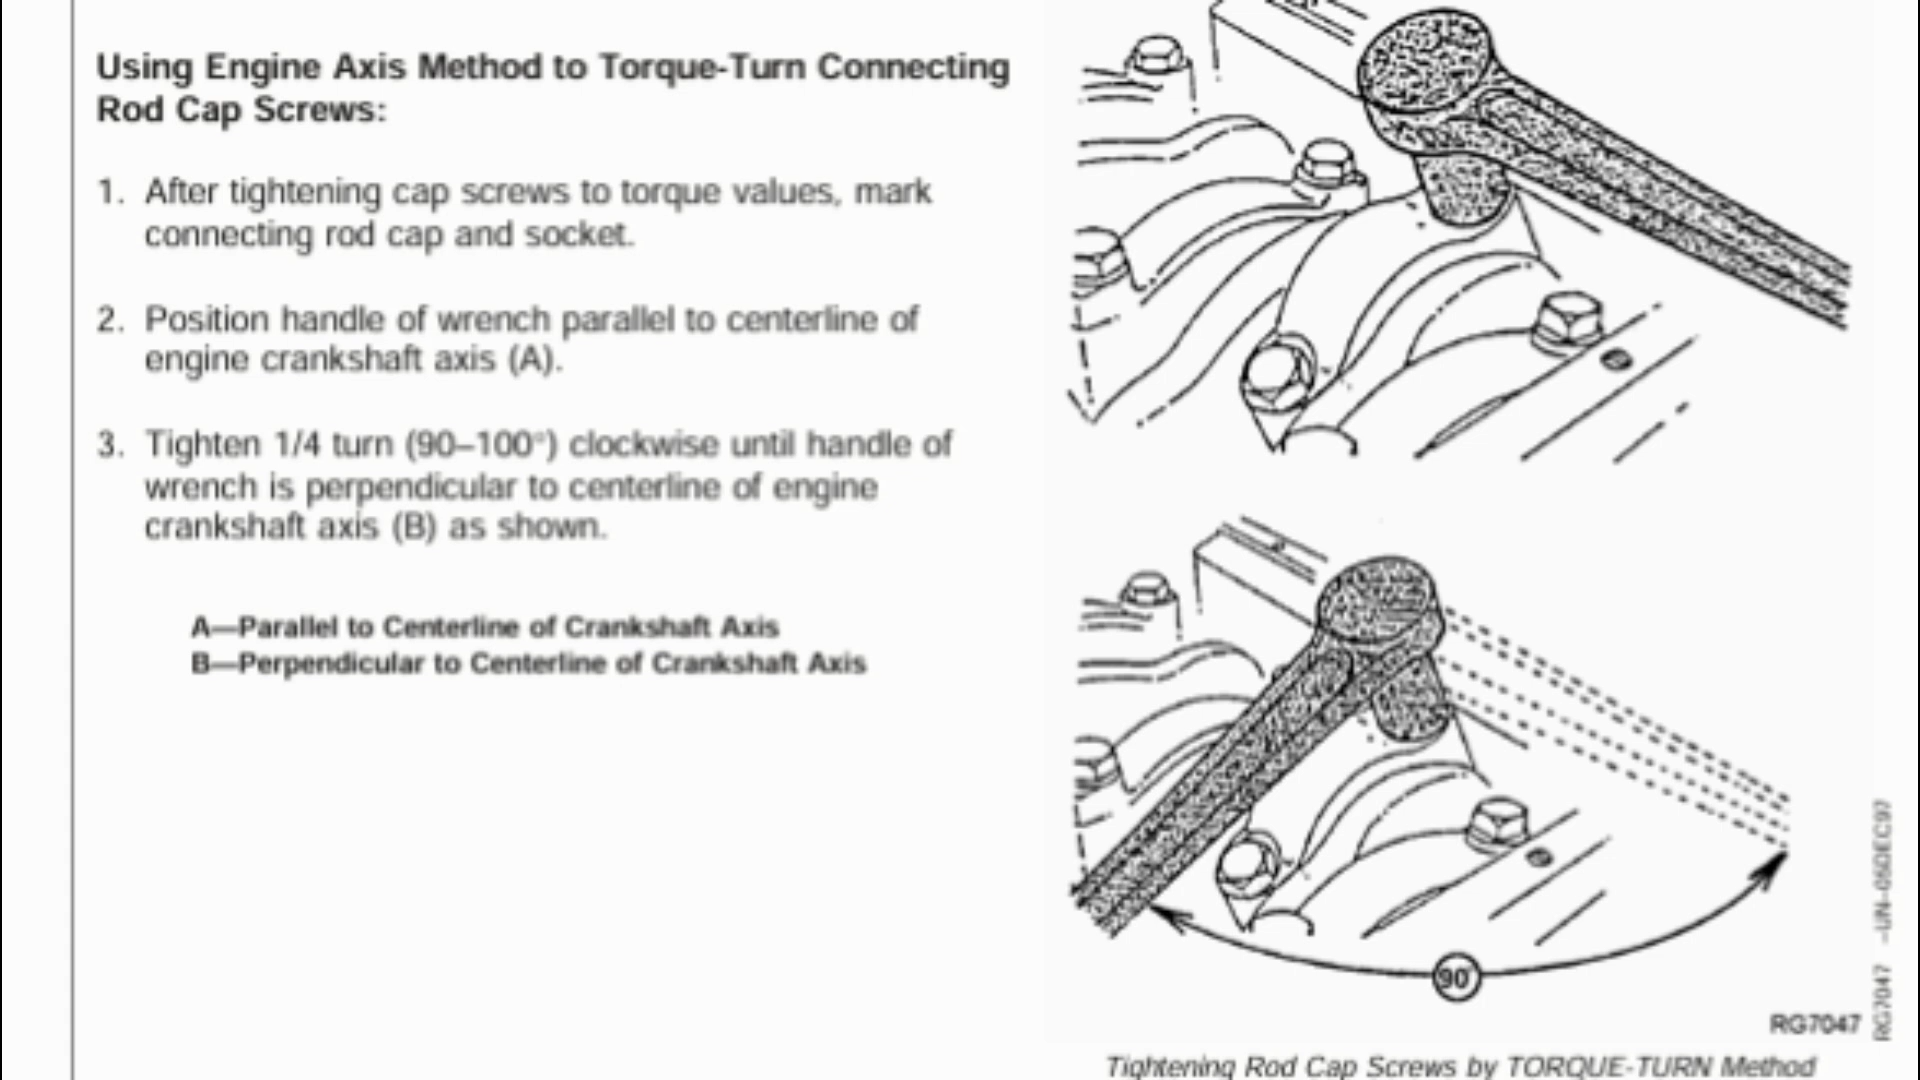 Using Engine Axis Method to Torque-Turn Connecting
Rod Cap Screws:
1. After tightening cap screws to torque values, mark
connecting rod cap and socket.
2. Position handle of wrench parallel to centerline of
engine crankshaft axis (A).
3. Tighten 1/4 turn (90–100°) clockwise until handle of
wrench is perpendicular to centerline of engine
crankshaft axis (B) as shown.
A—Parallel to Centerline of Crankshaft Axis
B—Perpendicular to Centerline of Crankshaft Axis
90°
RG7047
RG7047 –UN–05DEC97
Tightening Rod Cap Screws by TORQUE-TURN Method